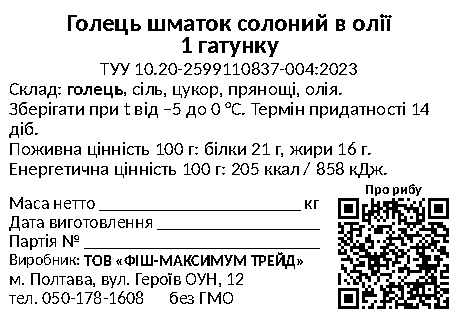 Голець шматок солоний в олії
1 гатунку
ТУУ 10.20-2599110837-004:2023
Склад: голець, сіль, цукор, прянощі, олія.
Зберігати при t від –5 до 0 °С. Термін придатності 14
діб.
Поживна цінність 100 г: білки 21 г, жири 16 г.
Енергетична цінність 100 г: 205 ккал / 858 кДж.
Про рибу
Маса нетто ______________________ кг
Дата виготовлення __________________
Партія № __________________________
Виробник: ТОВ «ФІШ-МАКСИМУМ ТРЕЙД»
м. Полтава, вул. Героїв ОУН, 12
тел. 050-178-1608 без ГМО